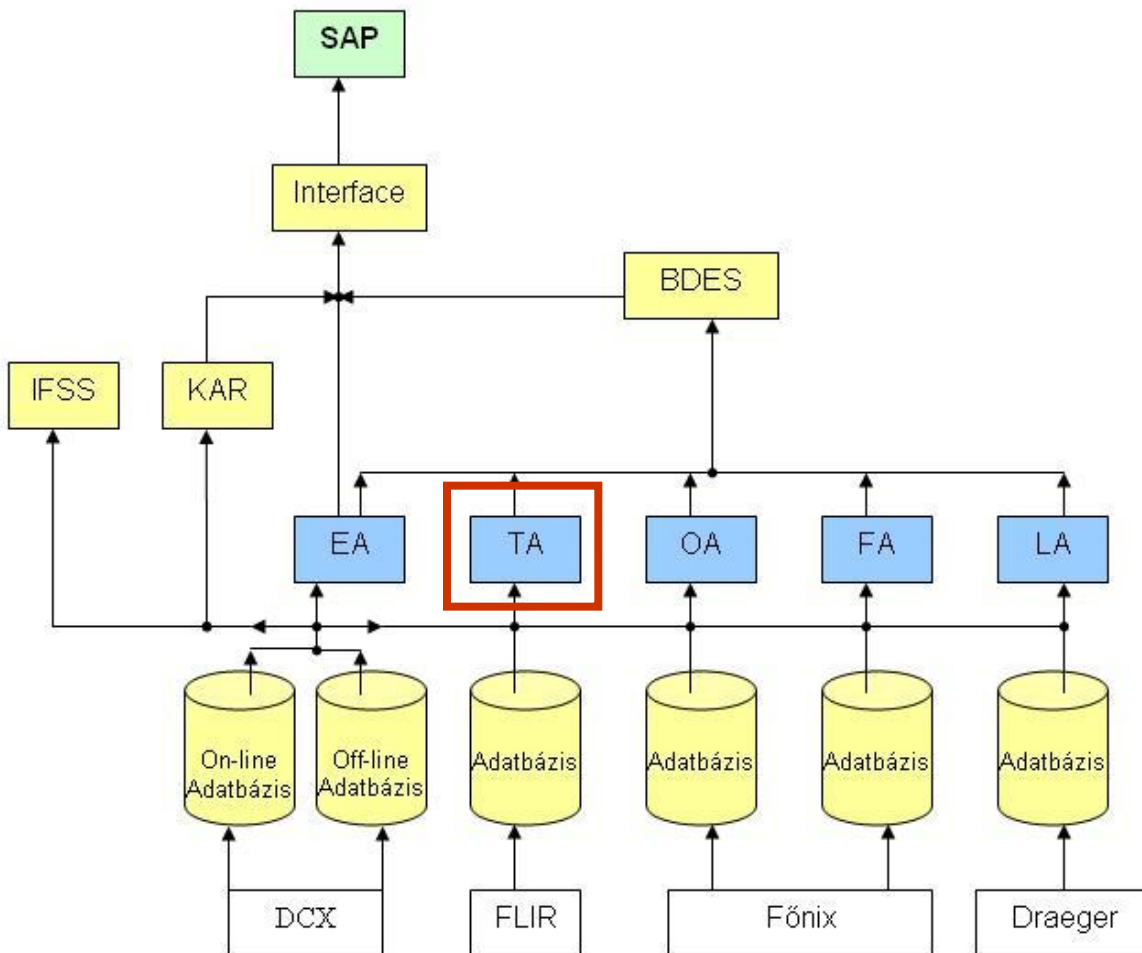 SAP
Interface
BDES
IFSS
KAR
EA
TA
OA
FA
LA
On-line
Adatbázis
Off-line
Adatbázis
Adatbázis
Adatbázis
Adatbázis
Adatbázis
DCX
FLIR
Főnix
Draeger